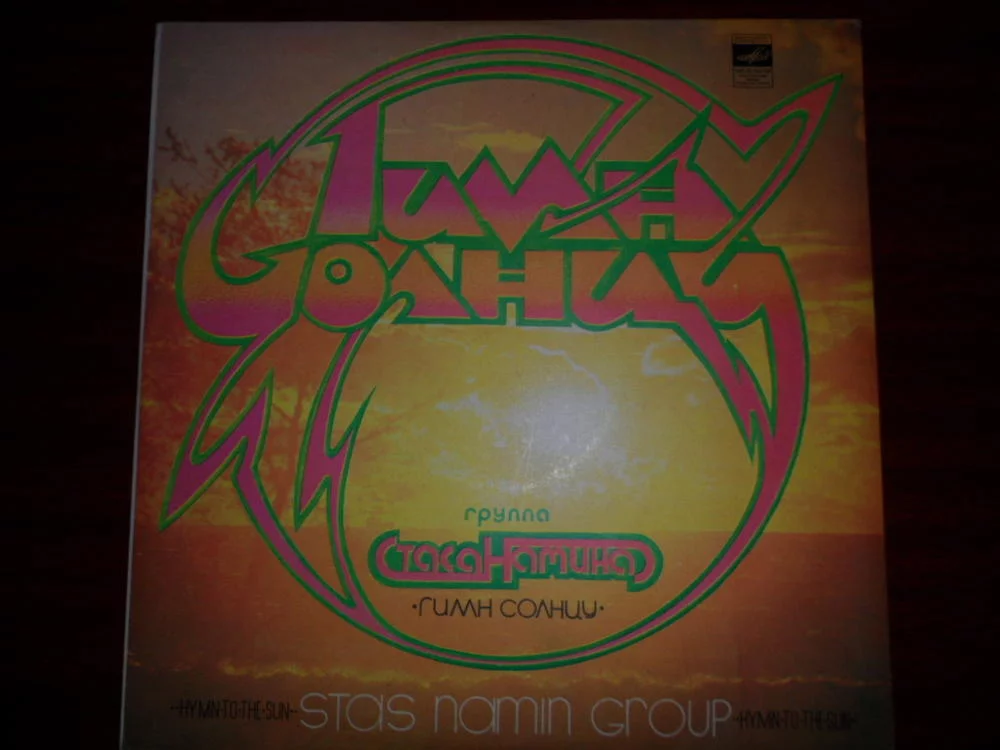 Гимн
Солнцу
группа
Стаса Намина
·ГИМН СОЛНЦУ·
HYMN·TO·THE·SUN STAS NAMIN GROUP HYMN·TO·THE·SUN